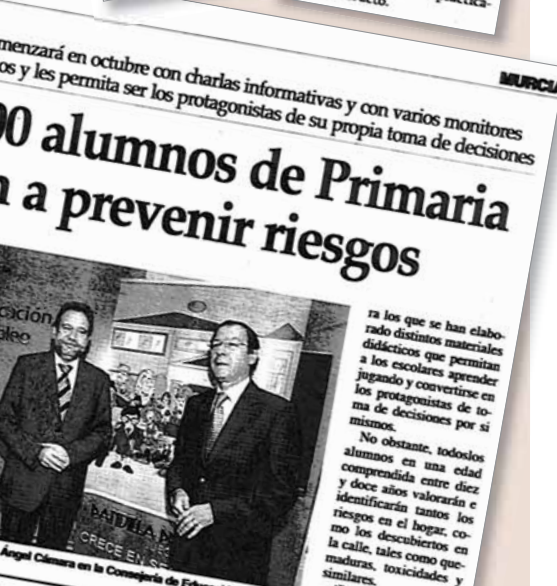 MURCIA
menzará en octubre con charlas informativas y con varios monitores
os y les permita ser los protagonistas de su propia toma de decisiones
00 alumnos de Primaria
n a prevenir riesgos
cación
pleo
PATRULLA
CRECE EN SE
Ángel Cámara en la Consejería de
ra los que se han elabo-
rado distintos materiales
didácticos que permitan
a los escolares aprender
jugando y convertirse en
los protagonistas de to-
ma de decisiones por si
mismos.
No obstante, todoslos
alumnos en una edad
comprendida entre diez
y doce años valorarán e
identificarán tantos los
riesgos en el hogar, co-
mo los descubiertos en
la calle, tales como que-
maduras, toxicidades y
similares.